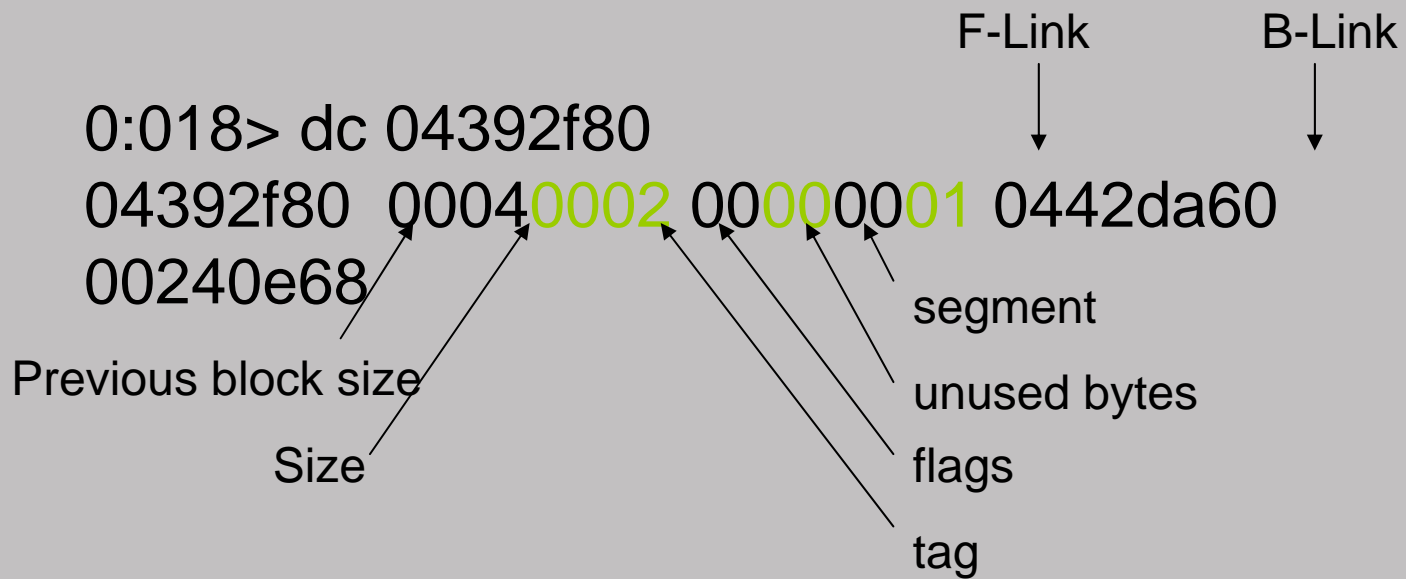 F-Link B-Link
0:018> dc 04392f80
04392f80 00040002 00000001 0442da60
00240e68
segment
Previous block size
unused bytes
Size
flags
tag